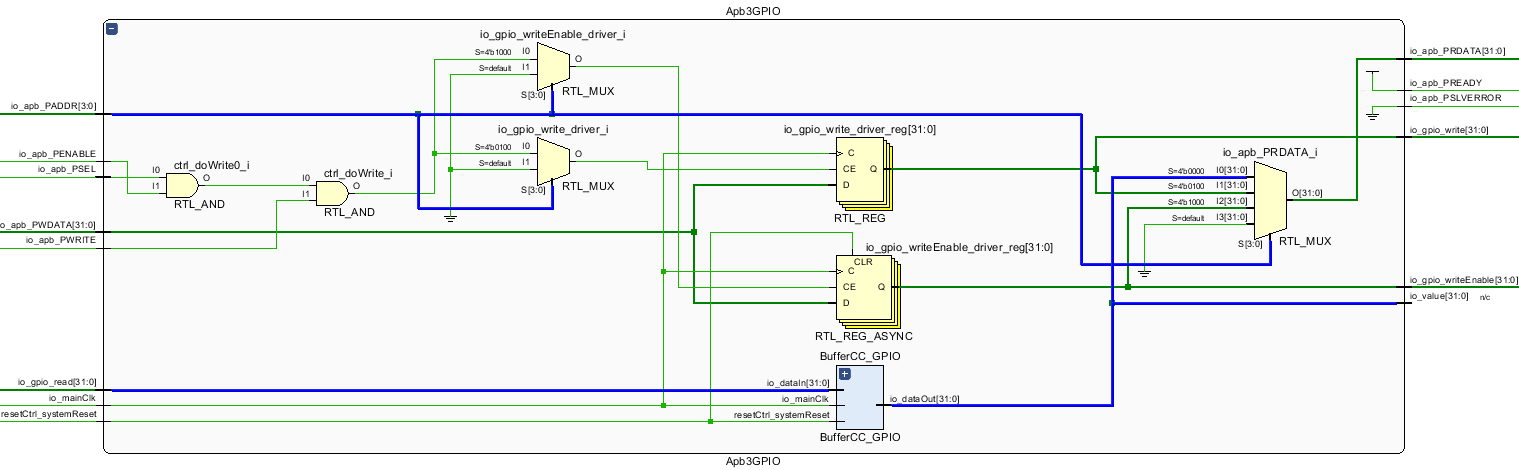 Apb3GPIO
io_gpio_writeEnable_driver_i
S=4'b1000 I0
S=default I1
O
S[3:0]
RTL_MUX
io_apb_PADDR[3:0]
io_gpio_write_driver_i
S=4'b0100 I0
S=default I1
O
S[3:0]
RTL_MUX
io_apb_PENABLE
io_apb_PSEL
ctrl_doWrite0_i
I0
I1
O
RTL_AND
ctrl_doWrite_i
I0
I1
O
RTL_AND
o_apb_PWDATA[31:0]
io_apb_PWRITE
io_gpio_write_driver_reg[31:0]
C
CE
D
Q
RTL_REG
io_gpio_writeEnable_driver_reg[31:0]
CLR
C
CE
D
Q
RTL_REG_ASYNC
BufferCC_GPIO
io_dataIn[31:0]
io_mainClk
resetCtrl_systemReset
io_dataOut[31:0]
BufferCC_GPIO
io_gpio_read[31:0]
io_mainClk
resetCtrl_systemReset
io_apb_PRDATA_i
S=4'b0000 I0[31:0]
S=4'b0100 I1[31:0]
S=4'b1000 I2[31:0]
S=default I3[31:0]
O[31:0]
S[3:0]
RTL_MUX
io_apb_PRDATA[31:0]
io_apb_PREADY
io_apb_PSLVERROR
io_gpio_write[31:0]
io_gpio_writeEnable[31:0]
io_value[31:0] n/c
Apb3GPIO